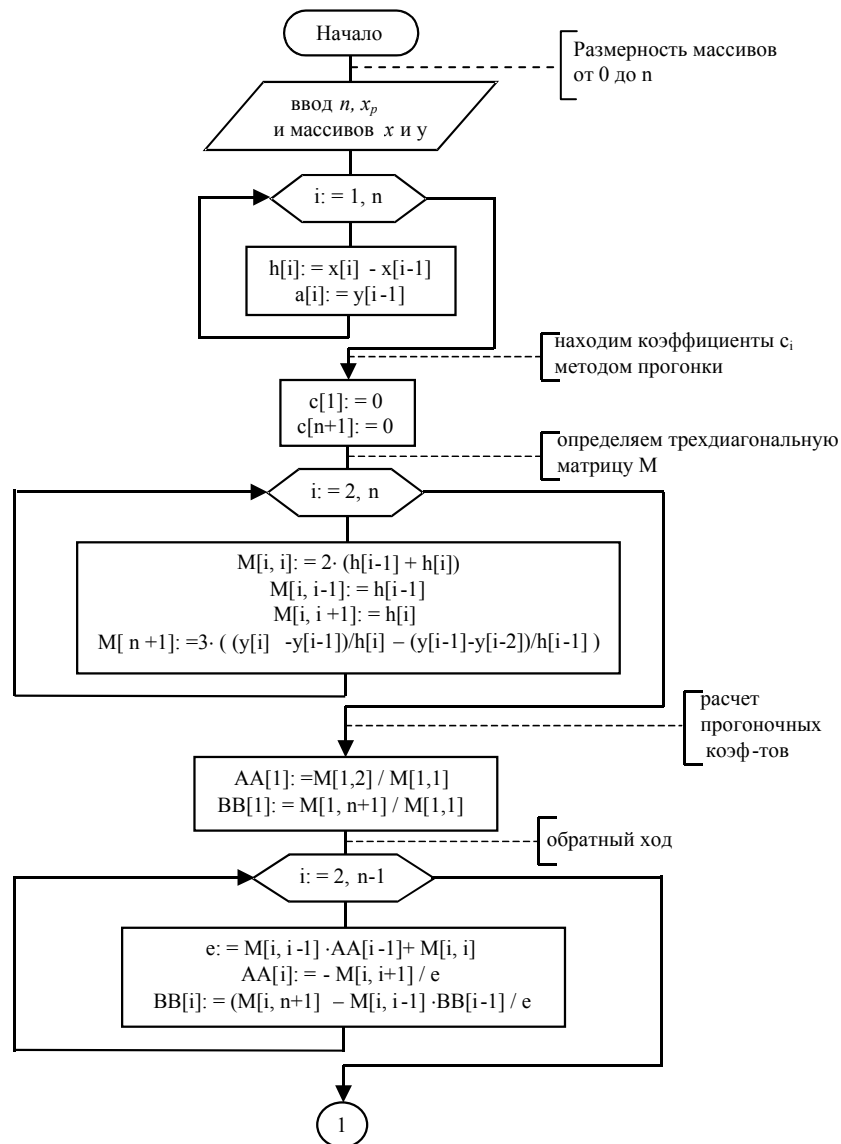 Начало
Размерность массивов
от 0 до n
ввод n, xₚ
и массивов x и y
i: = 1, n
h[i]: = x[i] - x[i-1]
a[i]: = y[i-1]
находим коэффициенты cᵢ
методом прогонки
c[1]: = 0
c[n+1]: = 0
определяем трехдиагональную
матрицу M
i: = 2, n
M[i, i]: = 2· (h[i-1] + h[i])
M[i, i-1]: = h[i-1]
M[i, i+1]: = h[i]
M[ n+1]: =3· ( (y[i] -y[i-1])/h[i] – (y[i-1]-y[i-2])/h[i-1] )
расчет
прогоночных
коэф-тов
AA[1]: =M[1,2] / M[1,1]
BB[1]: = M[1, n+1] / M[1,1]
обратный ход
i: = 2, n-1
e: = M[i, i-1] ·AA[i-1]+ M[i, i]
AA[i]: = - M[i, i+1] / e
BB[i]: = (M[i, n+1] – M[i, i-1] ·BB[i-1] / e
1